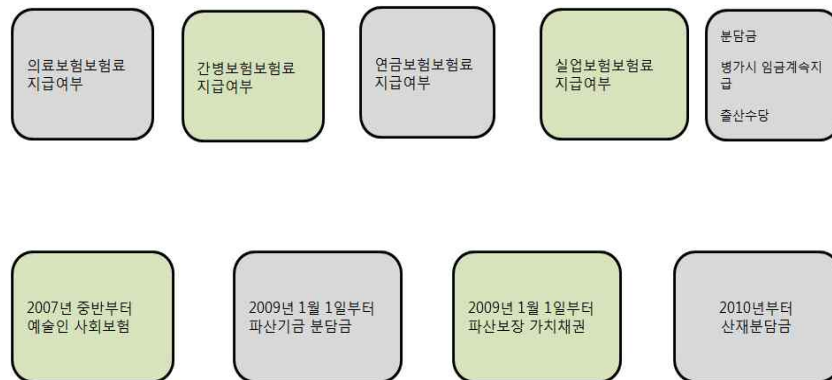 의료보험보험료
지급여부
간병보험보험료
지급여부
연금보험보험료
지급여부
실업보험보험료
지급여부
분담금
병가시 임금계속지
급
출산수당
2007년 중반부터
예술인 사회보험
2009년 1월 1일부터
파산기금 분담금
2009년 1월 1일부터
파산보장 가치채권
2010년부터
산재분담금